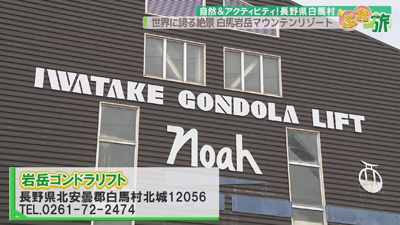 自然&アクティビティ!長野県白馬村
世界に誇る絶景 白馬岩岳マウンテンリゾート
旅
IWATAKE GONDOLA LIFT
Noah
岩岳ゴンドラリフト
長野県北安曇郡白馬村北城12056
TEL.0261-72-2474